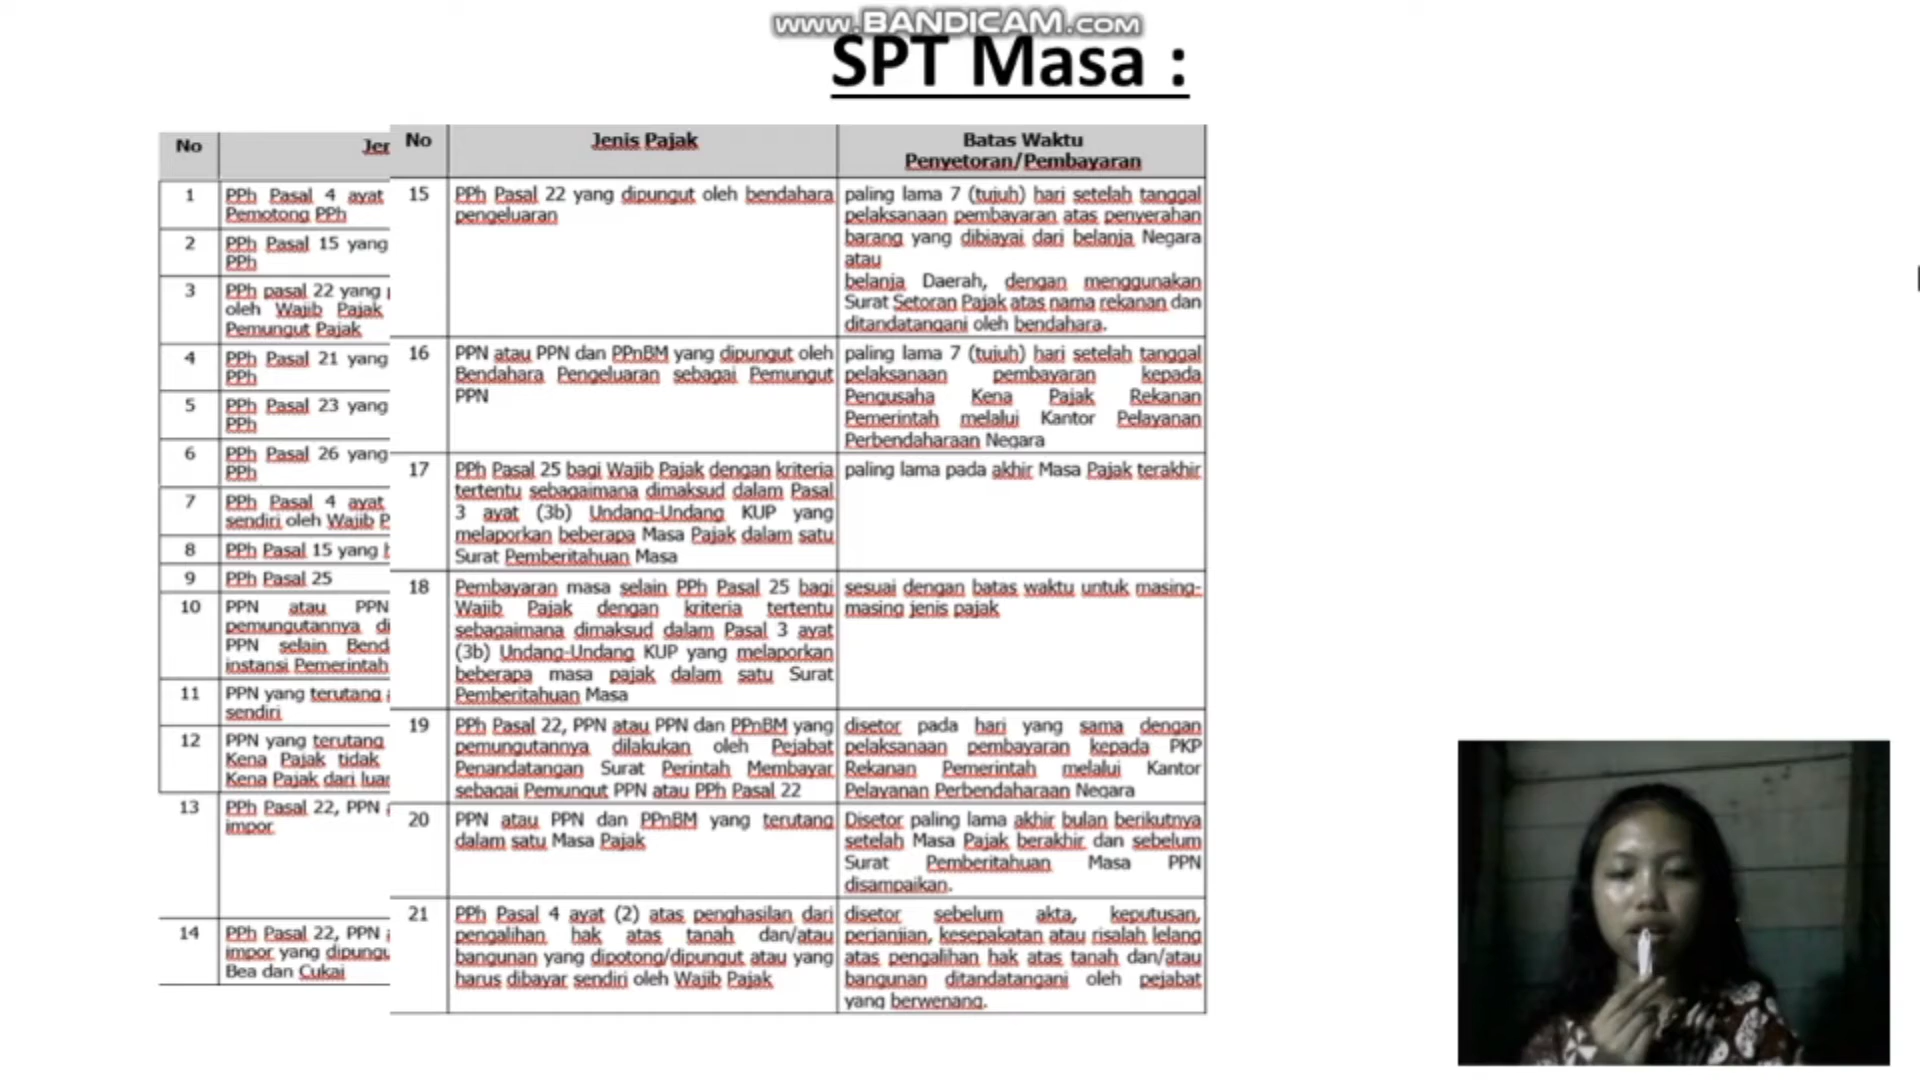 www.BANDICAM.com
SPT Masa :
No
1
PPh Pasal 4 ayat
Pemotong PPh
2
PPh Pasal 15 yang
PPh
3
PPh pasal 22 yang
oleh Wajib Pajak
Pemungut Pajak
4
PPh Pasal 21 yang
PPh
5
PPh Pasal 23 yang
PPh
6
PPh Pasal 26 yang
PPh
7
PPh Pasal 4 ayat
sendiri oleh Wajib P
8
PPh Pasal 15 yang
9
PPh Pasal 25
10
PPN atau PPN
pemungutannya di
PPN selain Bend
instansi Pemerintah
11
PPN yang terutang
sendiri
12
PPN yang terutang
Kena Pajak tidak
Kena Pajak dari luar
13
PPh Pasal 22, PPN
impor
14
PPh Pasal 22, PPN
impor yang dipungu
Bea dan Cukai
No
Jenis Pajak
Batas Waktu
Penyetoran/Pembayaran
15
PPh Pasal 22 yang dipungut oleh bendahara
pengeluaran
paling lama 7 (tujuh) hari setelah tanggal
pelaksanaan pembayaran atas penyerahan
barang yang dibiayai dari belanja Negara
atau
belanja Daerah, dengan menggunakan
Surat Setoran Pajak atas nama rekanan dan
ditandatangani oleh bendahara.
16
PPN atau PPN dan PPnBM yang dipungut oleh
Bendahara Pengeluaran sebagai Pemungut
PPN
paling lama 7 (tujuh) hari setelah tanggal
pelaksanaan pembayaran kepada
Pengusaha Kena Pajak Rekanan
Pemerintah melalui Kantor Pelayanan
Perbendaharaan Negara
17
PPh Pasal 25 bagi Wajib Pajak dengan kriteria
tertentu sebagaimana dimaksud dalam Pasal
3 ayat (3b) Undang-Undang KUP yang
melaporkan beberapa Masa Pajak dalam satu
Surat Pemberitahuan Masa
paling lama pada akhir Masa Pajak terakhir
18
Pembayaran masa selain PPh Pasal 25 bagi
Wajib Pajak dengan kriteria tertentu
sebagaimana dimaksud dalam Pasal 3 ayat
(3b) Undang-Undang KUP yang melaporkan
beberapa masa pajak dalam satu Surat
Pemberitahuan Masa
sesuai dengan batas waktu untuk masing-
masing jenis pajak
19
PPh Pasal 22, PPN atau PPN dan PPnBM yang
pemungutannya dilakukan oleh Pejabat
Penandatangan Surat Perintah Membayar
sebagai Pemungut PPN atau PPh Pasal 22
disetor pada hari yang sama dengan
pelaksanaan pembayaran kepada PKP
Rekanan Pemerintah melalui Kantor
Pelayanan Perbendaharaan Negara
20
PPN atau PPN dan PPnBM yang terutang
dalam satu Masa Pajak
Disetor paling lama akhir bulan berikutnya
setelah Masa Pajak berakhir dan sebelum
Surat Pemberitahuan Masa PPN
disampaikan.
21
PPh Pasal 4 ayat (2) atas penghasilan dari
pengalihan hak atas tanah dan/atau
bangunan yang dipotong/dipungut atau yang
harus dibayar sendiri oleh Wajib Pajak
disetor sebelum akta, keputusan,
perjanjian, kesepakatan atau risalah lelang
atas pengalihan hak atas tanah dan/atau
bangunan ditandatangani oleh pejabat
yang berwenang.